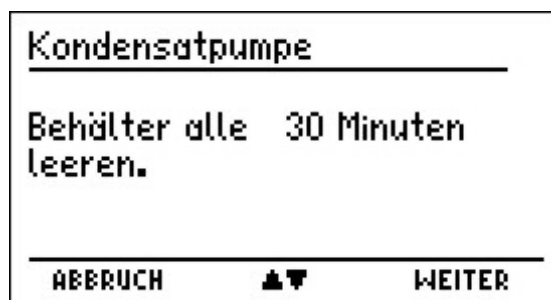 Kondensatpumpe
Behälter alle 30 Minuten
leeren.
ABBRUCH ▲▼ WEITER